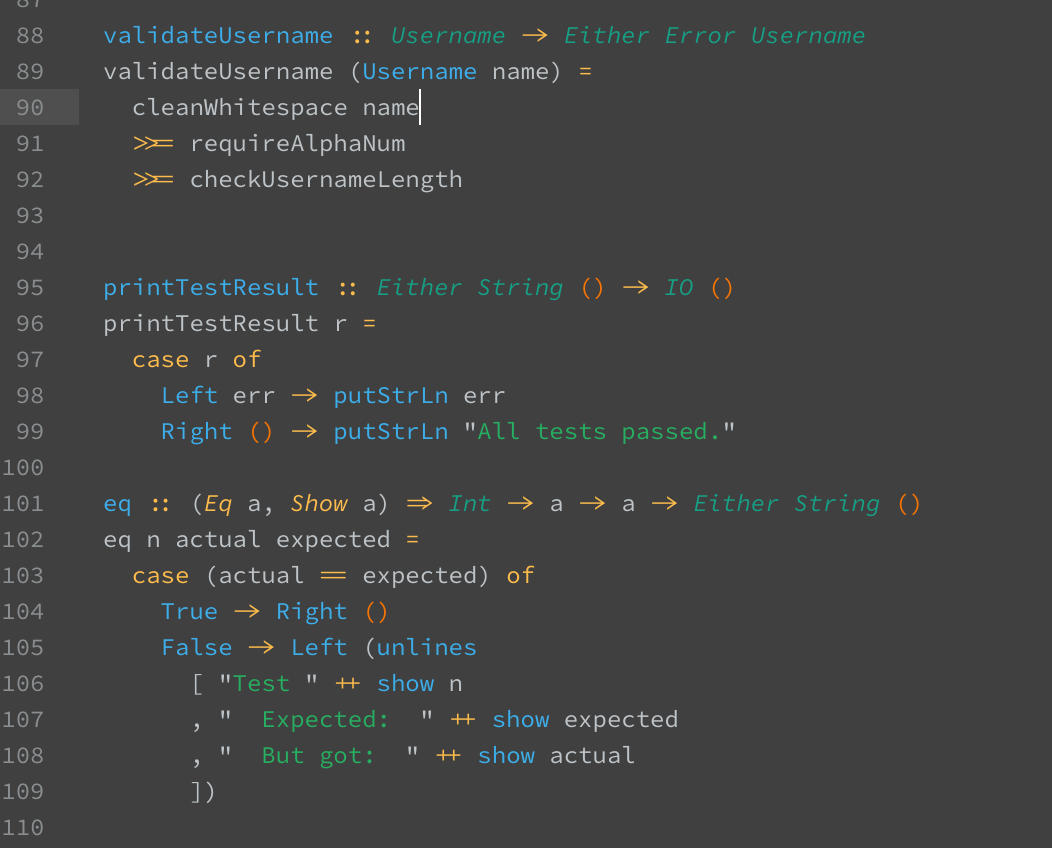 87
88 validateUsername :: Username -> Either Error Username
89 validateUsername (Username name) =
90   cleanWhitespace name
91   >>= requireAlphaNum
92   >>= checkUsernameLength
93
94
95 printTestResult :: Either String () -> IO ()
96 printTestResult r =
97   case r of
98     Left err -> putStrLn err
99     Right () -> putStrLn "All tests passed."
100
101 eq :: (Eq a, Show a) => Int -> a -> a -> Either String ()
102 eq n actual expected =
103   case (actual == expected) of
104     True -> Right ()
105     False -> Left (unlines
106       [ "Test " ++ show n
107       , "  Expected:  " ++ show expected
108       , "  But got:  " ++ show actual
109       ])
110